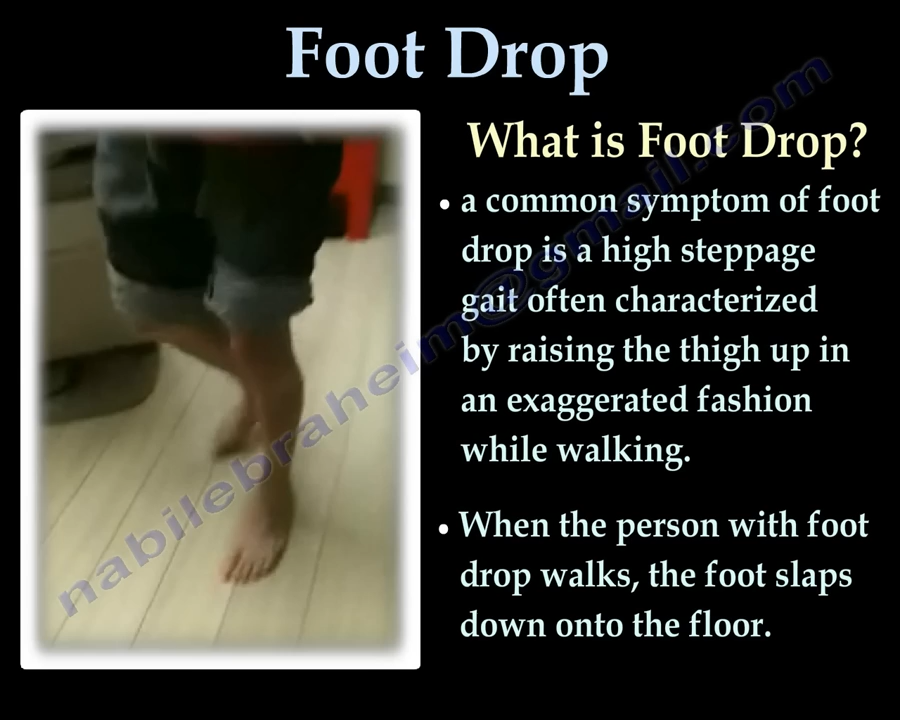 Foot Drop
What is Foot Drop?
• a common symptom of foot
drop is a high steppage
gait often characterized
by raising the thigh up in
an exaggerated fashion
while walking.
• When the person with foot
drop walks, the foot slaps
down onto the floor.
nabilebraheim@gmail.com